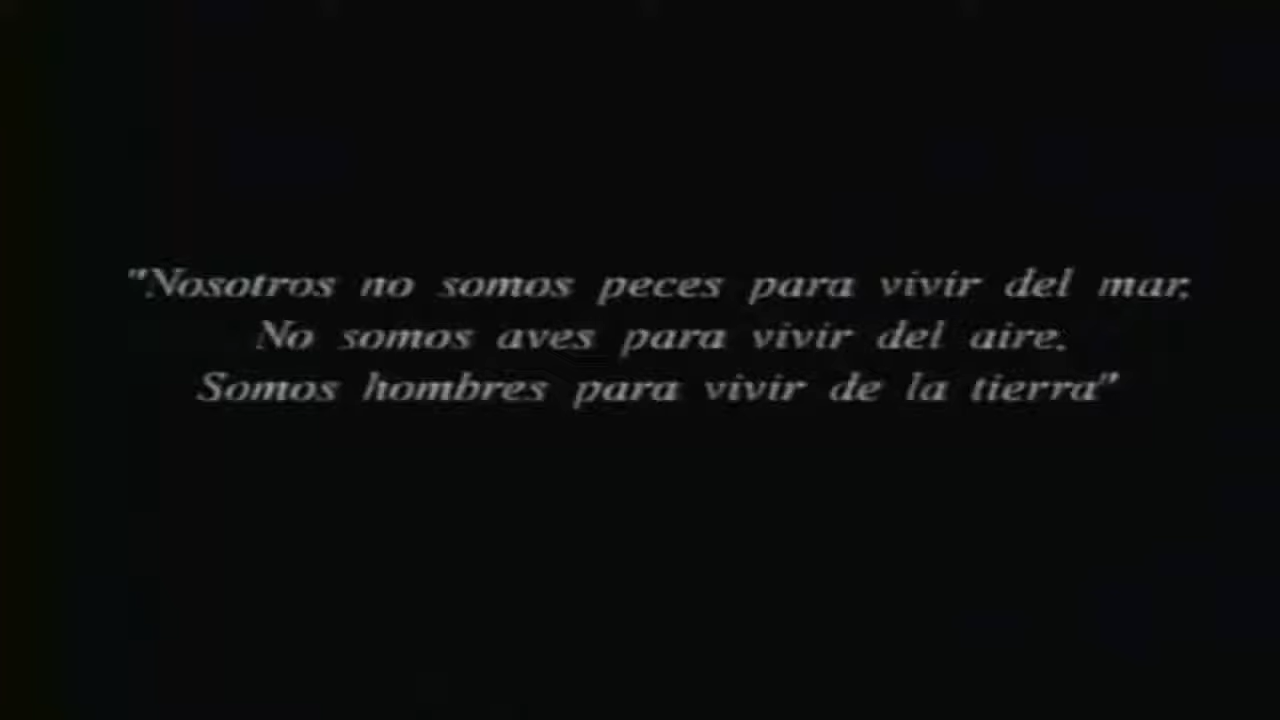 "Nosotros no somos peces para vivir del mar.
No somos aves para vivir del aire.
Somos hombres para vivir de la tierra"